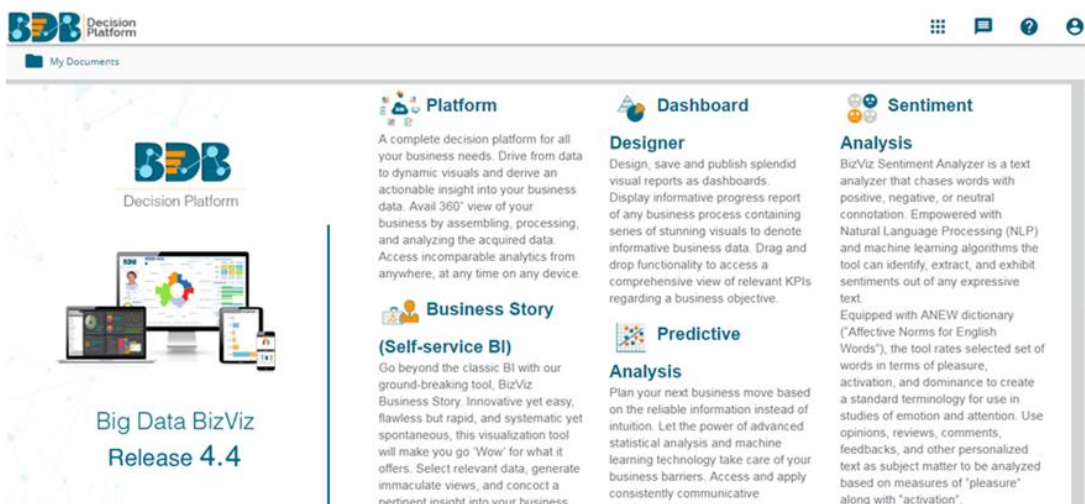 BDB Decision
Platform
My Documents
BDB
Decision Platform
Big Data BizViz
Release 4.4
Platform
A complete decision platform for all
your business needs. Drive from data
to dynamic visuals and derive an
actionable insight into your business
data. Avail 360° view of your
business by assembling, processing,
and analyzing the acquired data.
Access incomparable analytics from
anywhere, at any time on any device.
Business Story
(Self-service BI)
Go beyond the classic BI with our
ground-breaking tool, BizViz
Business Story. Innovative yet easy,
flawless but rapid, and systematic yet
spontaneous, this visualization tool
will make you go 'Wow' for what it
offers. Select relevant data, generate
immaculate views, and concoct a
pertinent insight into your business
Dashboard
Designer
Design, save and publish splendid
visual reports as dashboards.
Display informative progress report
of any business process containing
series of stunning visuals to denote
informative business data. Drag and
drop functionality to access a
comprehensive view of relevant KPIs
regarding a business objective.
Predictive
Analysis
Plan your next business move based
on the reliable information instead of
intuition. Let the power of advanced
statistical analysis and machine
learning technology take care of your
business barriers. Access and apply
consistently communicative
Sentiment
Analysis
BizViz Sentiment Analyzer is a text
analyzer that chases words with
positive, negative, or neutral
connotation. Empowered with
Natural Language Processing (NLP)
and machine learning algorithms the
tool can identify, extract, and exhibit
sentiments out of any expressive
text.
Equipped with ANEW dictionary
("Affective Norms for English
Words"), the tool rates selected set of
words in terms of pleasure,
activation, and dominance to create
a standard terminology for use in
studies of emotion and attention. Use
opinions, reviews, comments,
feedbacks, and other personalized
text as subject matter to be analyzed
based on measures of "pleasure"
along with "activation".